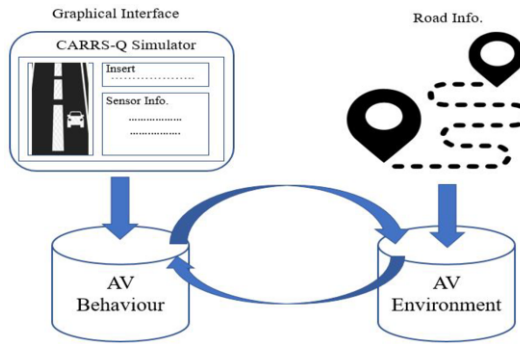 Graphical Interface
CARRS-Q Simulator
Insert
Sensor Info.
Road Info.
AV
Behaviour
AV
Environment